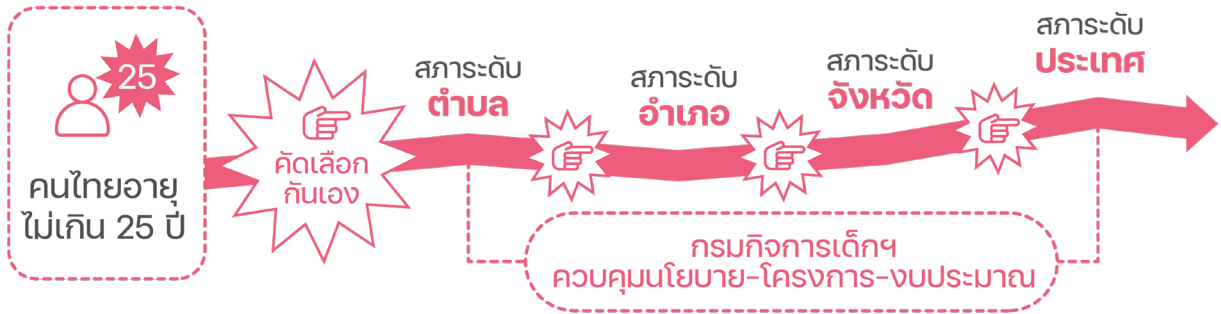 25
คนไทยอายุ
ไม่เกิน 25 ปี
คัดเลือก
กันเอง
สภาระดับ
ตำบล
สภาระดับ
อำเภอ
สภาระดับ
จังหวัด
สภาระดับ
ประเทศ
กรมกิจการเด็กฯ
ควบคุมนโยบาย-โครงการ-งบประมาณ